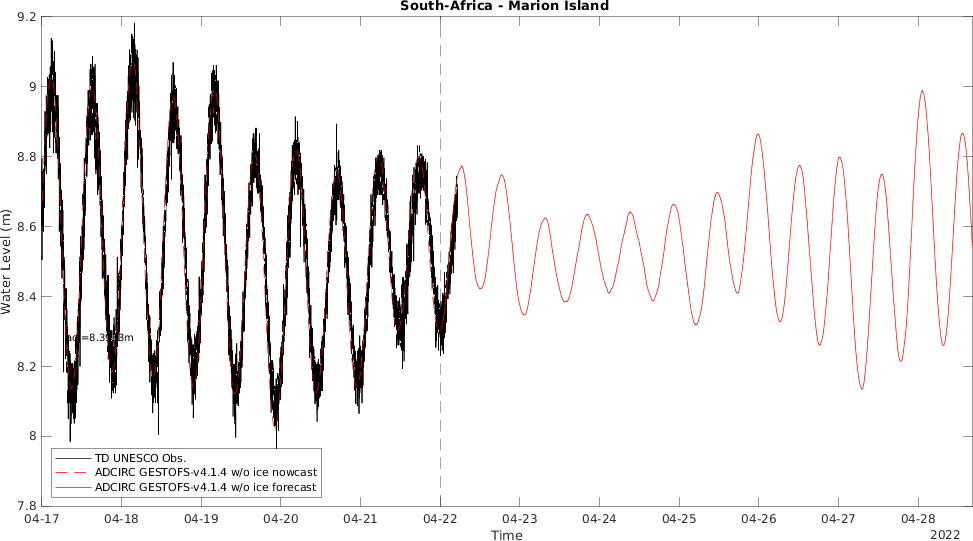 South-Africa - Marion Island
Water Level (m)
9.2
9
8.8
8.6
8.4
8.2
8
7.8
TD UNESCO Obs.
ADCIRC GESTOFS-v4.1.4 w/o ice nowcast
ADCIRC GESTOFS-v4.1.4 w/o ice forecast
04-17 04-18 04-19 04-20 04-21 04-22 04-23 04-24 04-25 04-26 04-27 04-28
Time
2022